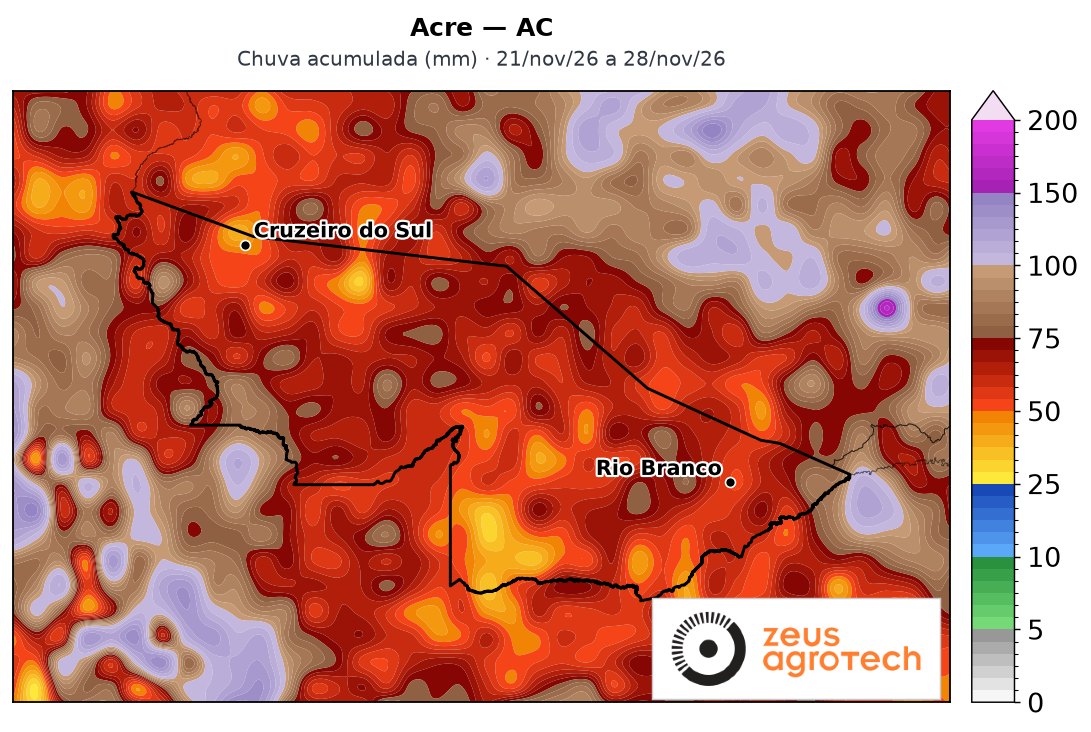 Acre — AC
Chuva acumulada (mm) · 21/nov/26 a 28/nov/26
Cruzeiro do Sul
Rio Branco
200
150
100
75
50
25
10
5
0
zeus
agrotech